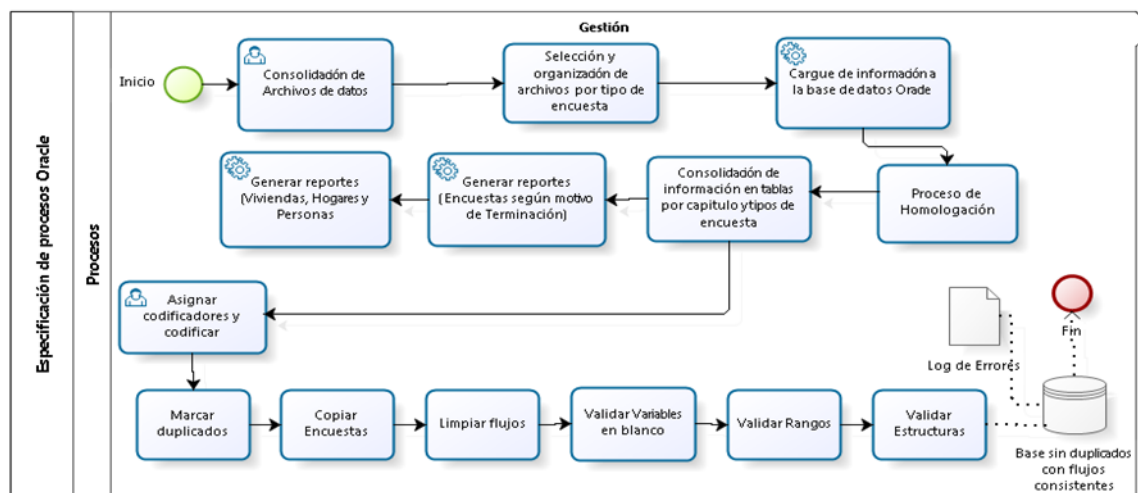 Gestión
Especificación de procesos Oracle
Procesos
Inicio
Consolidación de
Archivos de datos
Selección y
organización de
archivos por tipo de
encuesta
Cargue de información a
la base de datos Oracle
Generar reportes
(Viviendas, Hogares y
Personas
Generar reportes
(Encuestas según motivo
de Terminación)
Consolidación de
información en tablas
por capitulo y tipos de
encuesta
Proceso de
Homologación
Asignar
codificadores y
codificar
Log de Errores
Fin
Marcar
duplicados
Copiar
Encuestas
Limpiar flujos
Validar Variables
en blanco
Validar Rangos
Validar
Estructuras
Base sin duplicados
con flujos
consistentes